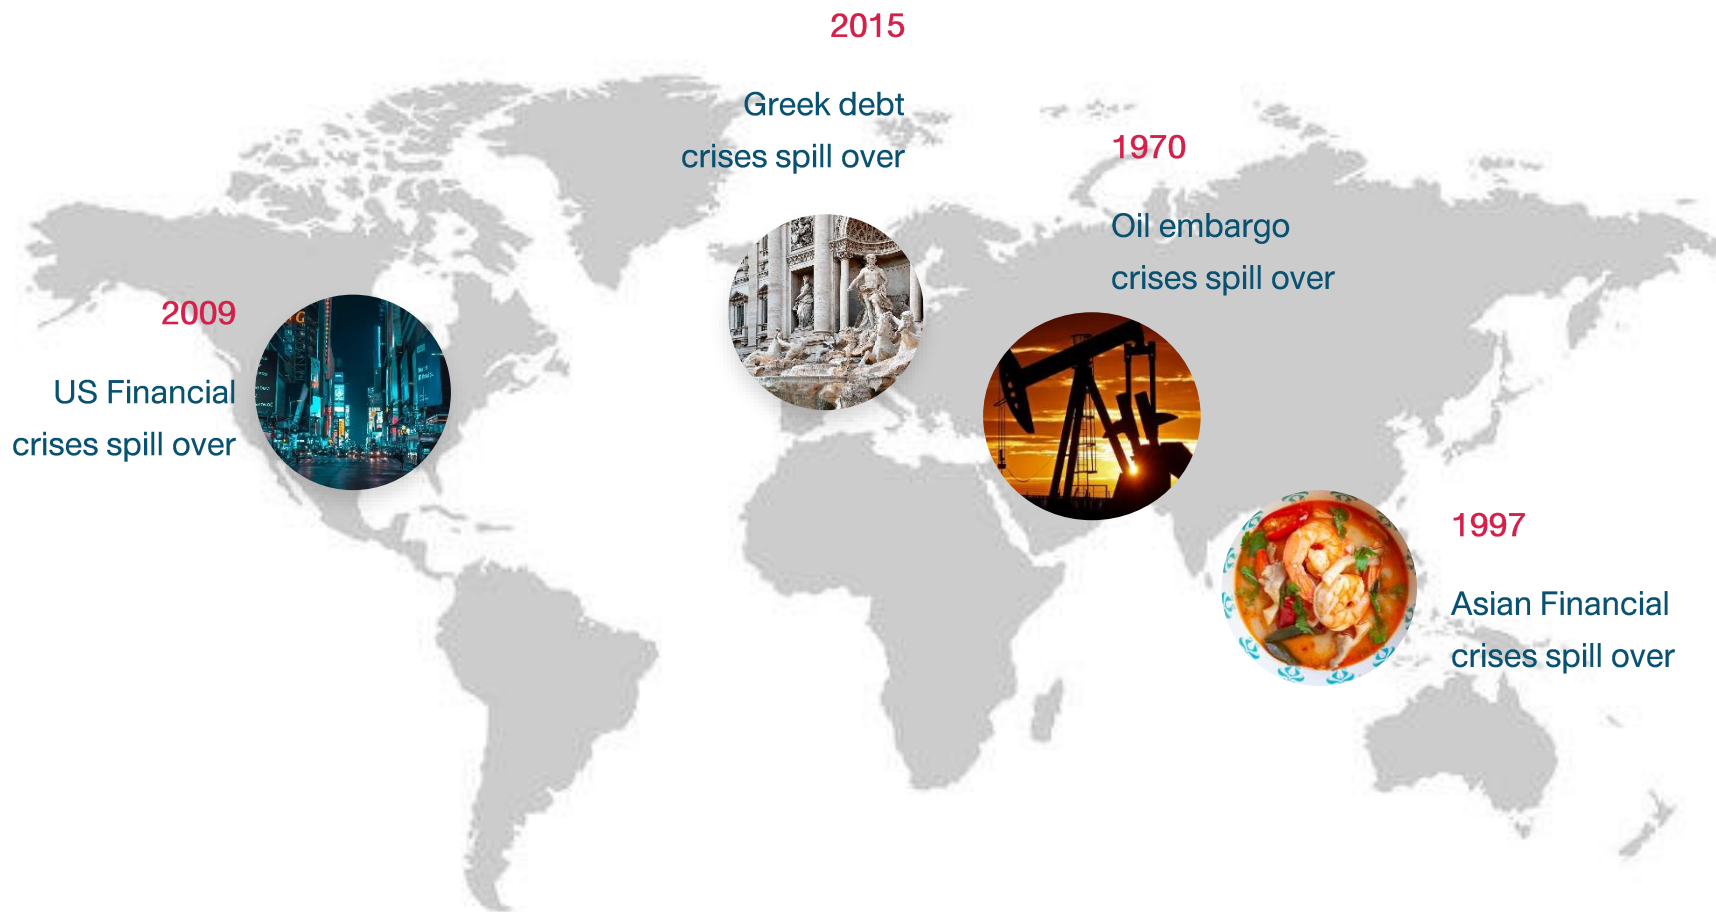 2015
Greek debt
crises spill over
1970
Oil embargo
crises spill over
2009
US Financial
crises spill over
1997
Asian Financial
crises spill over